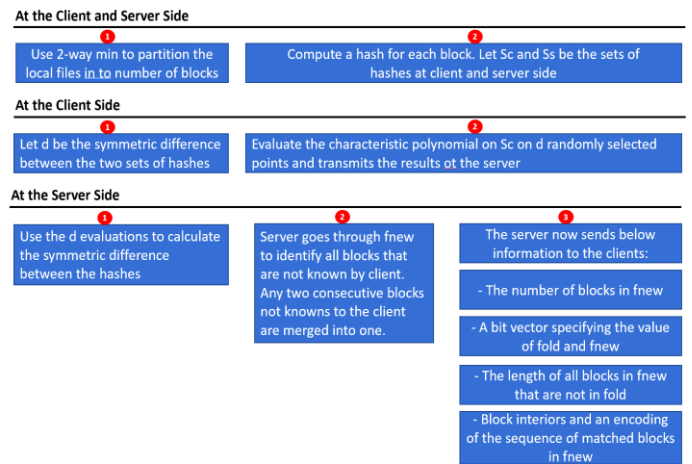 At the Client and Server Side
1
2
Use 2-way min to partition the
local files in to number of blocks
Compute a hash for each block. Let Sc and Ss be the sets of
hashes at client and server side
At the Client Side
1
2
Let d be the symmetric difference
between the two sets of hashes
Evaluate the characteristic polynomial on Sc on d randomly selected
points and transmits the results ot the server
At the Server Side
1
2
3
Use the d evaluations to calculate
the symmetric difference
between the hashes
Server goes through fnew
to identify all blocks that
are not known by client.
Any two consecutive blocks
not knowns to the client
are merged into one.
The server now sends below
information to the clients:
- The number of blocks in fnew
- A bit vector specifying the value
of fold and fnew
- The length of all blocks in fnew
that are not in fold
- Block interiors and an encoding
of the sequence of matched blocks
in fnew